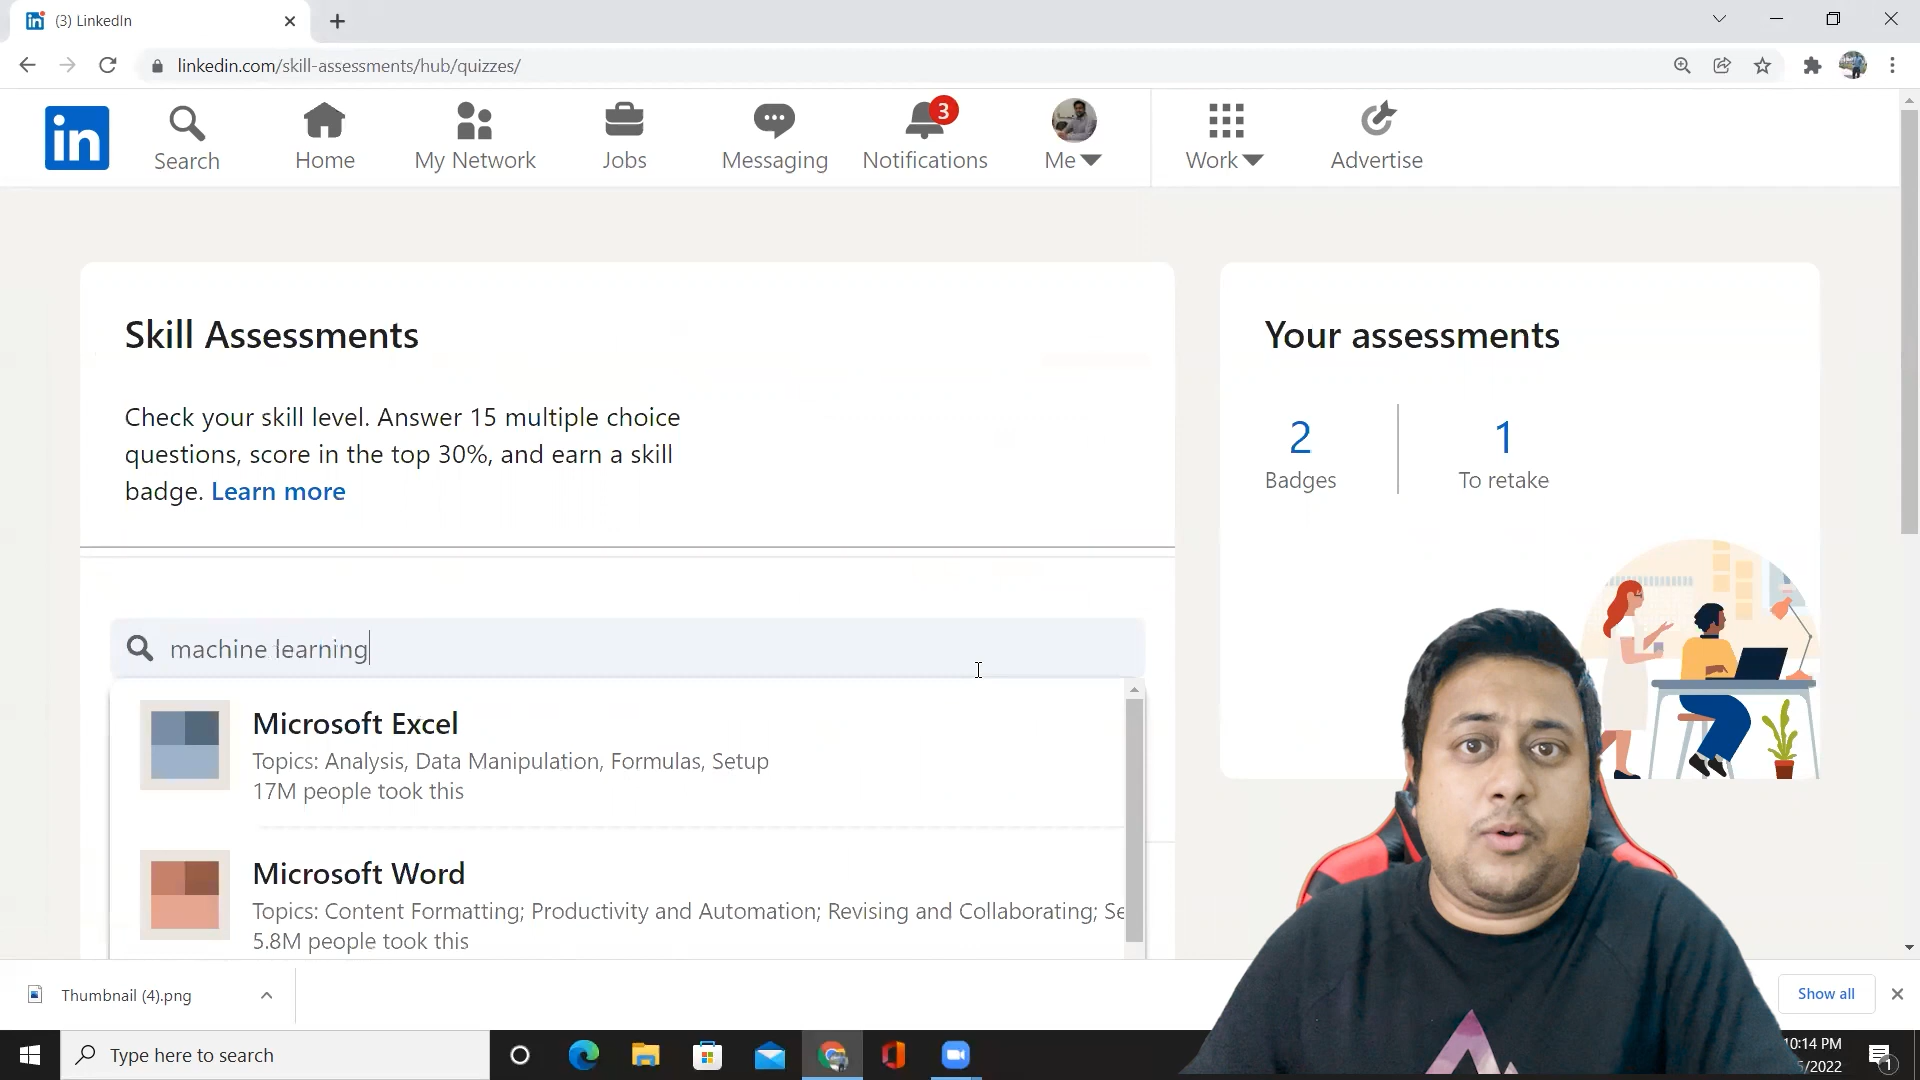 (3) LinkedIn
linkedin.com/skill-assessments/hub/quizzes/
in
Search
Home
My Network
Jobs
Messaging
3
Notifications
Me
Work
Advertise
Skill Assessments
Check your skill level. Answer 15 multiple choice
questions, score in the top 30%, and earn a skill
badge. Learn more
Your assessments
2
Badges
1
To retake
machine learning
Microsoft Excel
Topics: Analysis, Data Manipulation, Formulas, Setup
17M people took this
Microsoft Word
Topics: Content Formatting; Productivity and Automation; Revising and Collaborating; Se
5.8M people took this
Thumbnail (4).png
Show all
Type here to search
10:14 PM
/2022
1